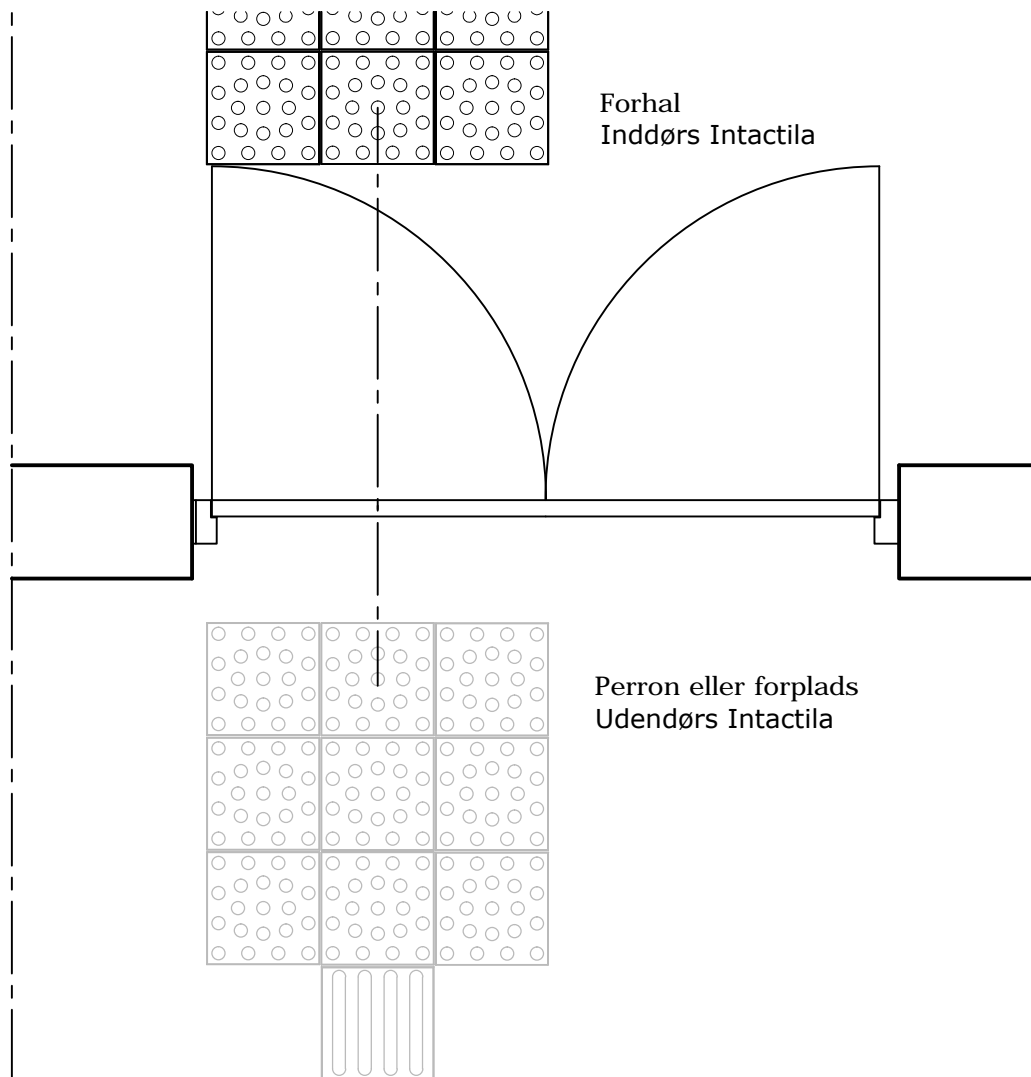 Forhal
Inddørs Intactila
Perron eller forplads
Udendørs Intactila